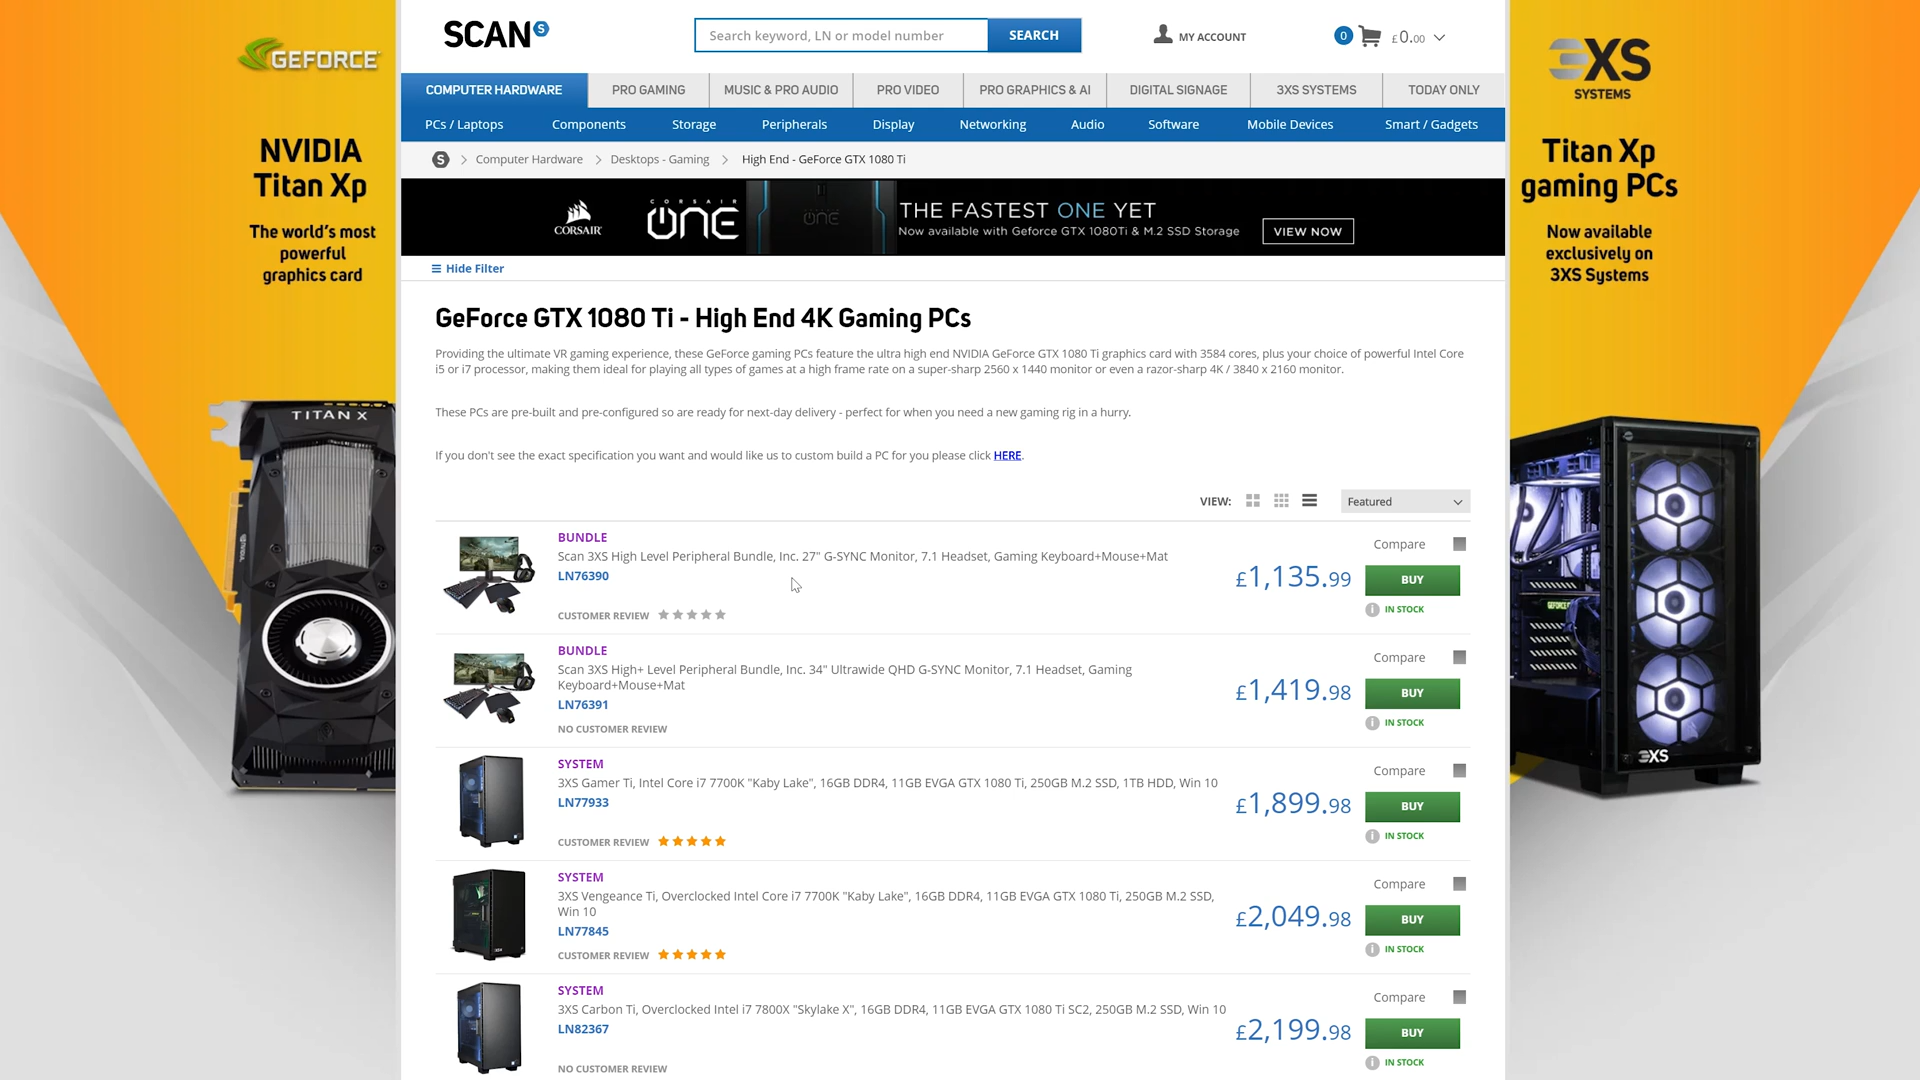 GEFORCE
NVIDIA
Titan Xp
The world's most
powerful
graphics card
TITAN X
SCAN S
Search keyword, LN or model number
SEARCH
MY ACCOUNT
0
£0.00
COMPUTER HARDWARE
PRO GAMING
MUSIC & PRO AUDIO
PRO VIDEO
PRO GRAPHICS & AI
DIGITAL SIGNAGE
3XS SYSTEMS
TODAY ONLY
PCs / Laptops
Components
Storage
Peripherals
Display
Networking
Audio
Software
Mobile Devices
Smart / Gadgets
S > Computer Hardware > Desktops - Gaming > High End - GeForce GTX 1080 Ti
CORSAIR
CORSAIR
ONE
ONE
THE FASTEST ONE YET
Now available with Geforce GTX 1080Ti & M.2 SSD Storage
VIEW NOW
Hide Filter
GeForce GTX 1080 Ti - High End 4K Gaming PCs
Providing the ultimate VR gaming experience, these GeForce gaming PCs feature the ultra high end NVIDIA GeForce GTX 1080 Ti graphics card with 3584 cores, plus your choice of powerful Intel Core
i5 or i7 processor, making them ideal for playing all types of games at a high frame rate on a super-sharp 2560 x 1440 monitor or even a razor-sharp 4K / 3840 x 2160 monitor.
These PCs are pre-built and pre-configured so are ready for next-day delivery - perfect for when you need a new gaming rig in a hurry.
If you don't see the exact specification you want and would like us to custom build a PC for you please click HERE.
VIEW:
Featured
BUNDLE
Scan 3XS High Level Peripheral Bundle, Inc. 27" G-SYNC Monitor, 7.1 Headset, Gaming Keyboard+Mouse+Mat
LN76390
CUSTOMER REVIEW
£1,135.99
Compare
BUY
IN STOCK
BUNDLE
Scan 3XS High+ Level Peripheral Bundle, Inc. 34" Ultrawide QHD G-SYNC Monitor, 7.1 Headset, Gaming
Keyboard+Mouse+Mat
LN76391
NO CUSTOMER REVIEW
£1,419.98
Compare
BUY
IN STOCK
SYSTEM
3XS Gamer Ti, Intel Core i7 7700K "Kaby Lake", 16GB DDR4, 11GB EVGA GTX 1080 Ti, 250GB M.2 SSD, 1TB HDD, Win 10
LN77933
CUSTOMER REVIEW
£1,899.98
Compare
BUY
IN STOCK
SYSTEM
3XS Vengeance Ti, Overclocked Intel Core i7 7700K "Kaby Lake", 16GB DDR4, 11GB EVGA GTX 1080 Ti, 250GB M.2 SSD,
Win 10
LN77845
CUSTOMER REVIEW
£2,049.98
Compare
BUY
IN STOCK
SYSTEM
3XS Carbon Ti, Overclocked Intel i7 7800X "Skylake X", 16GB DDR4, 11GB EVGA GTX 1080 Ti SC2, 250GB M.2 SSD, Win 10
LN82367
NO CUSTOMER REVIEW
£2,199.98
Compare
BUY
IN STOCK
3XS
SYSTEMS
Titan Xp
gaming PCs
Now available
exclusively on
3XS Systems
3XS